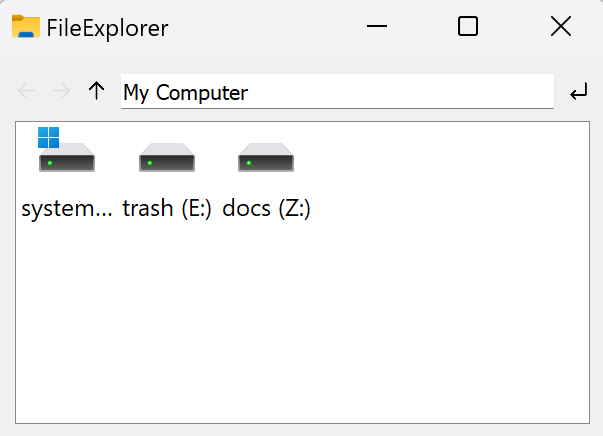 FileExplorer
My Computer
system...
trash (E:)
docs (Z:)